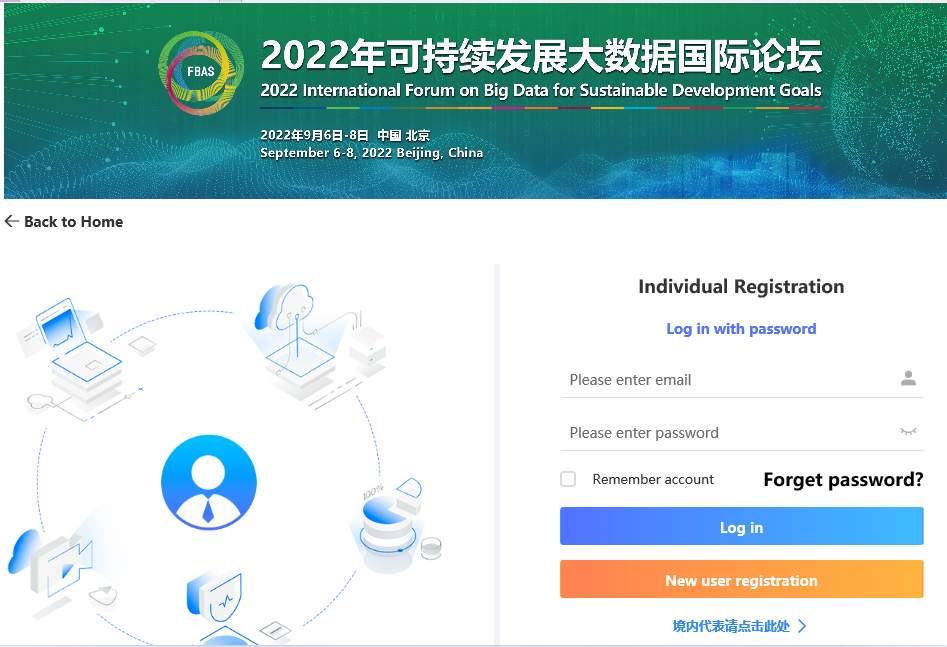 FBAS
2022年可持续发展大数据国际论坛
2022 International Forum on Big Data for Sustainable Development Goals
2022年9月6日-8日 中国 北京
September 6-8, 2022 Beijing, China
Back to Home
Individual Registration
Log in with password
Please enter email
Please enter password
Remember account
Forget password?
Log in
New user registration
境内代表请点击此处
100%